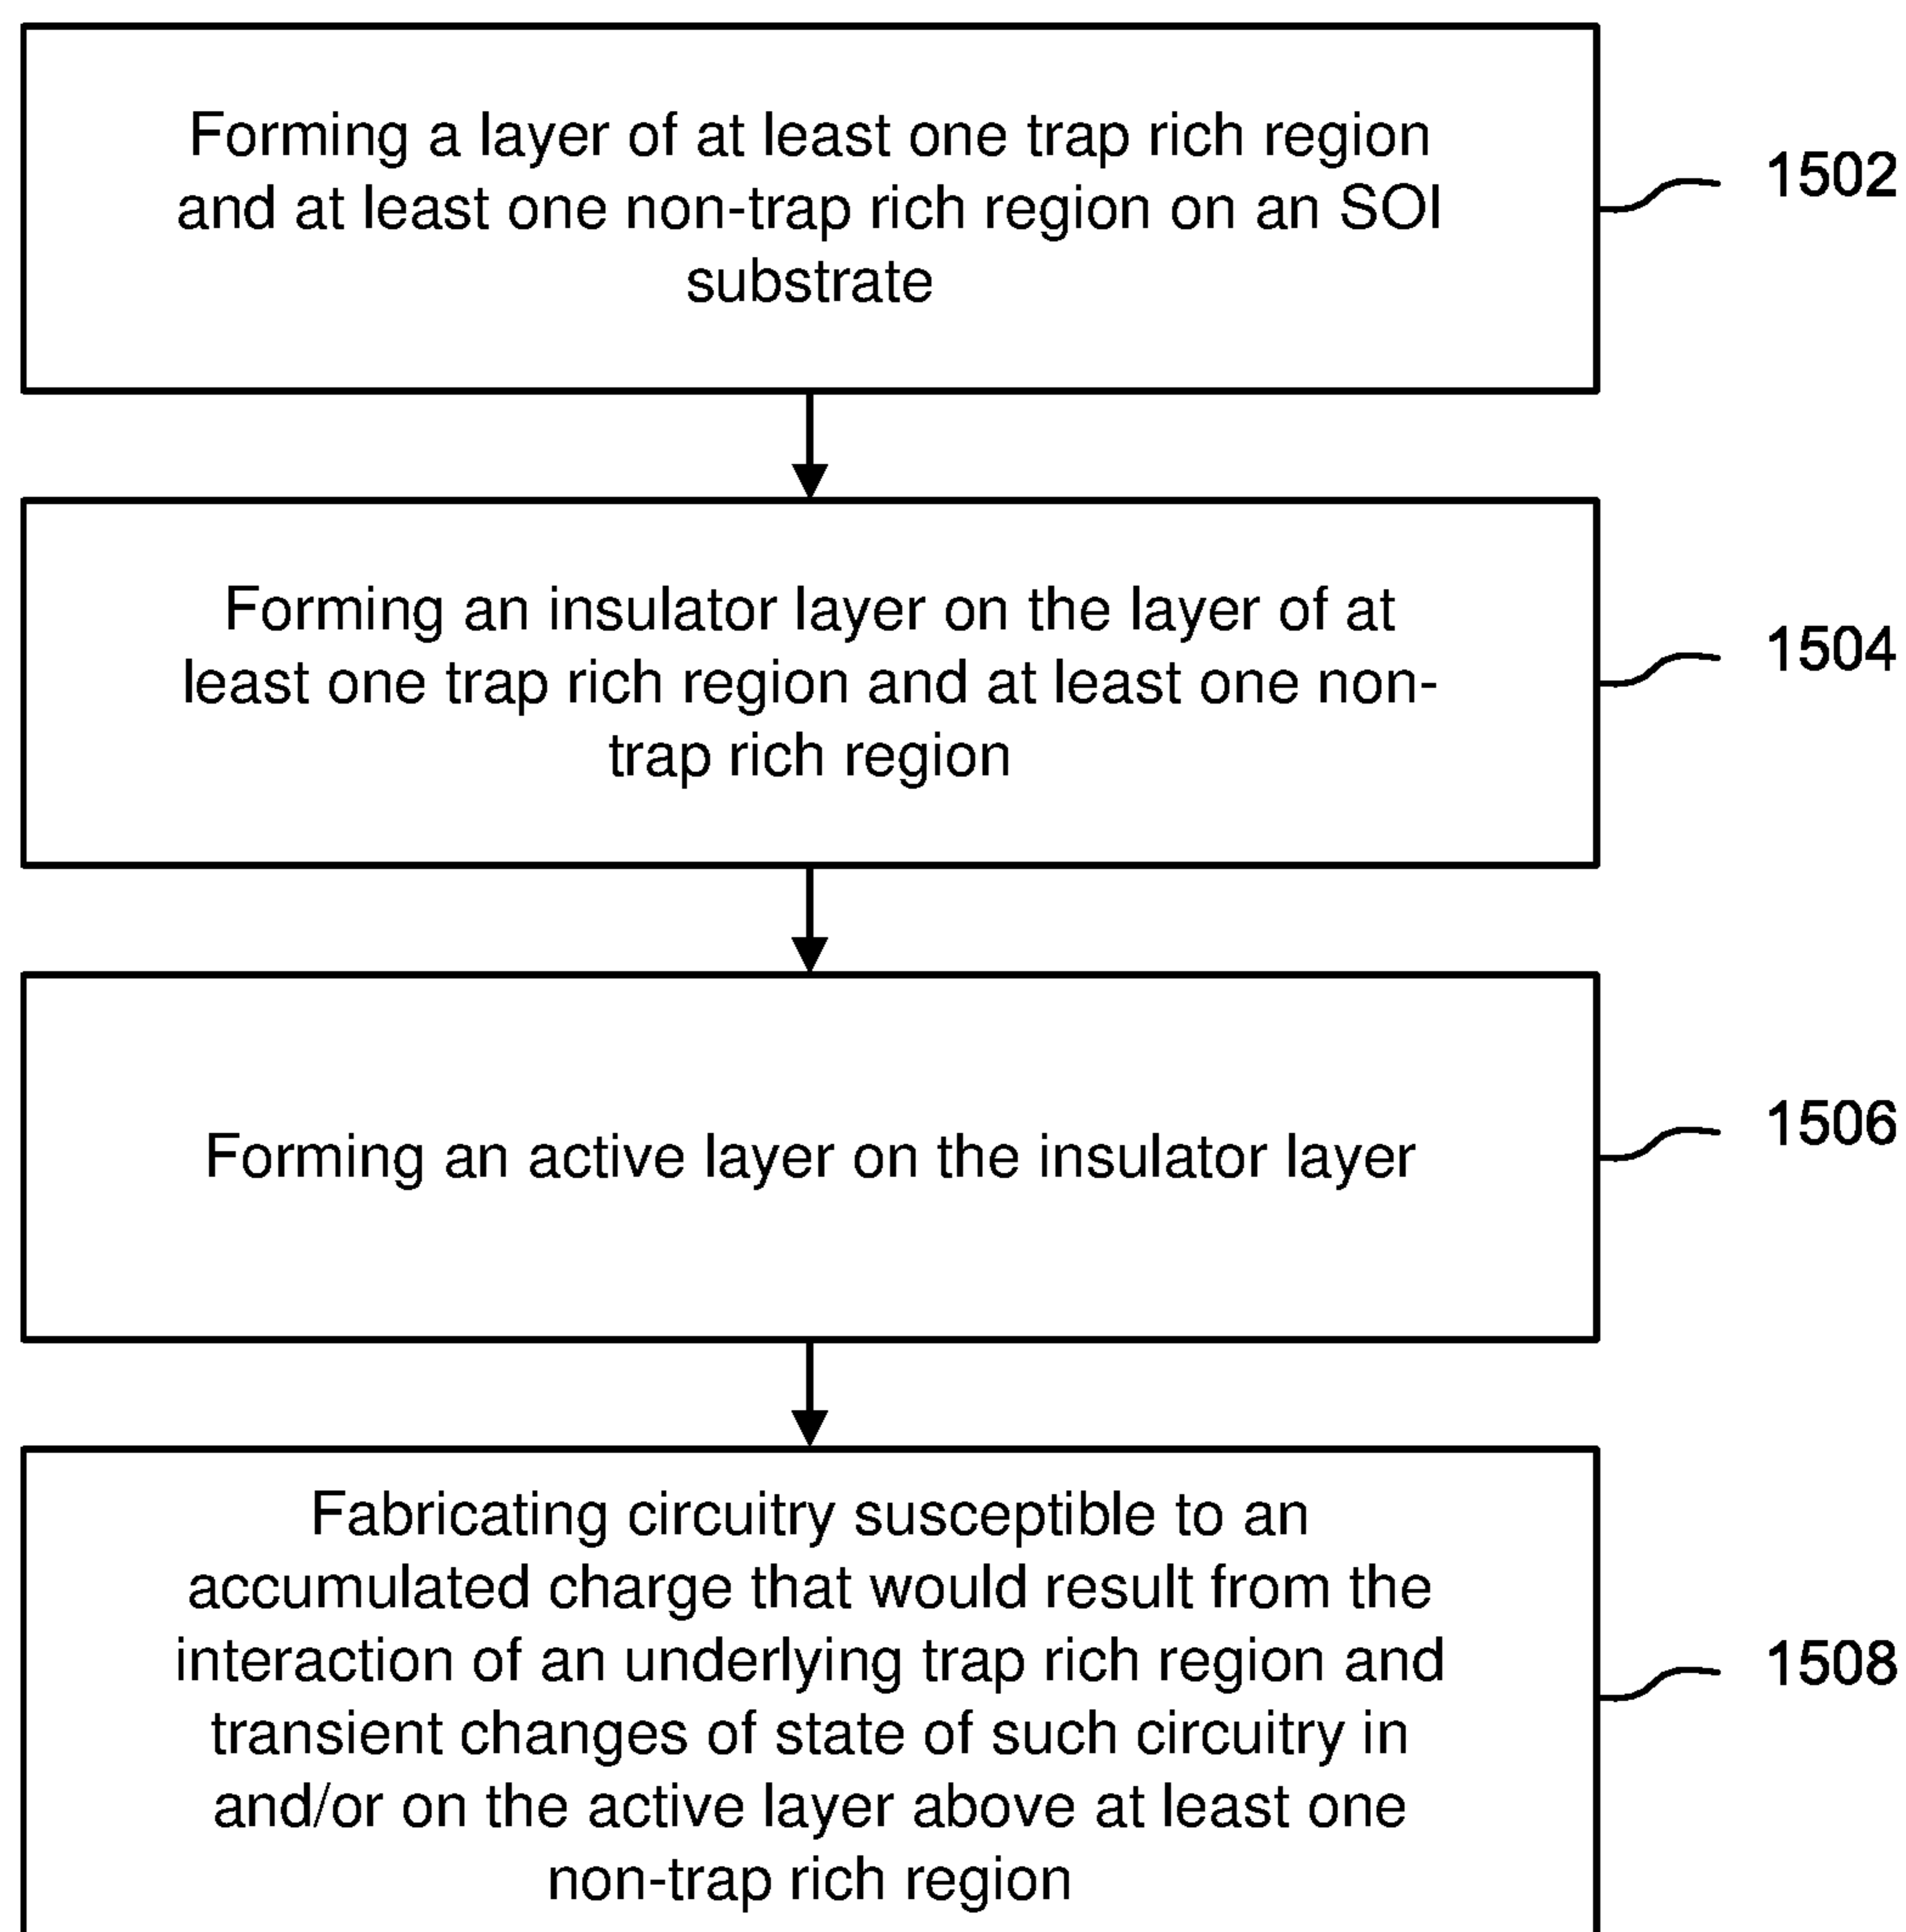 Forming a layer of at least one trap rich region
and at least one non-trap rich region on an SOI
substrate
1502
Forming an insulator layer on the layer of at
least one trap rich region and at least one non-
trap rich region
1504
Forming an active layer on the insulator layer
1506
Fabricating circuitry susceptible to an
accumulated charge that would result from the
interaction of an underlying trap rich region and
transient changes of state of such circuitry in
and/or on the active layer above at least one
non-trap rich region
1508